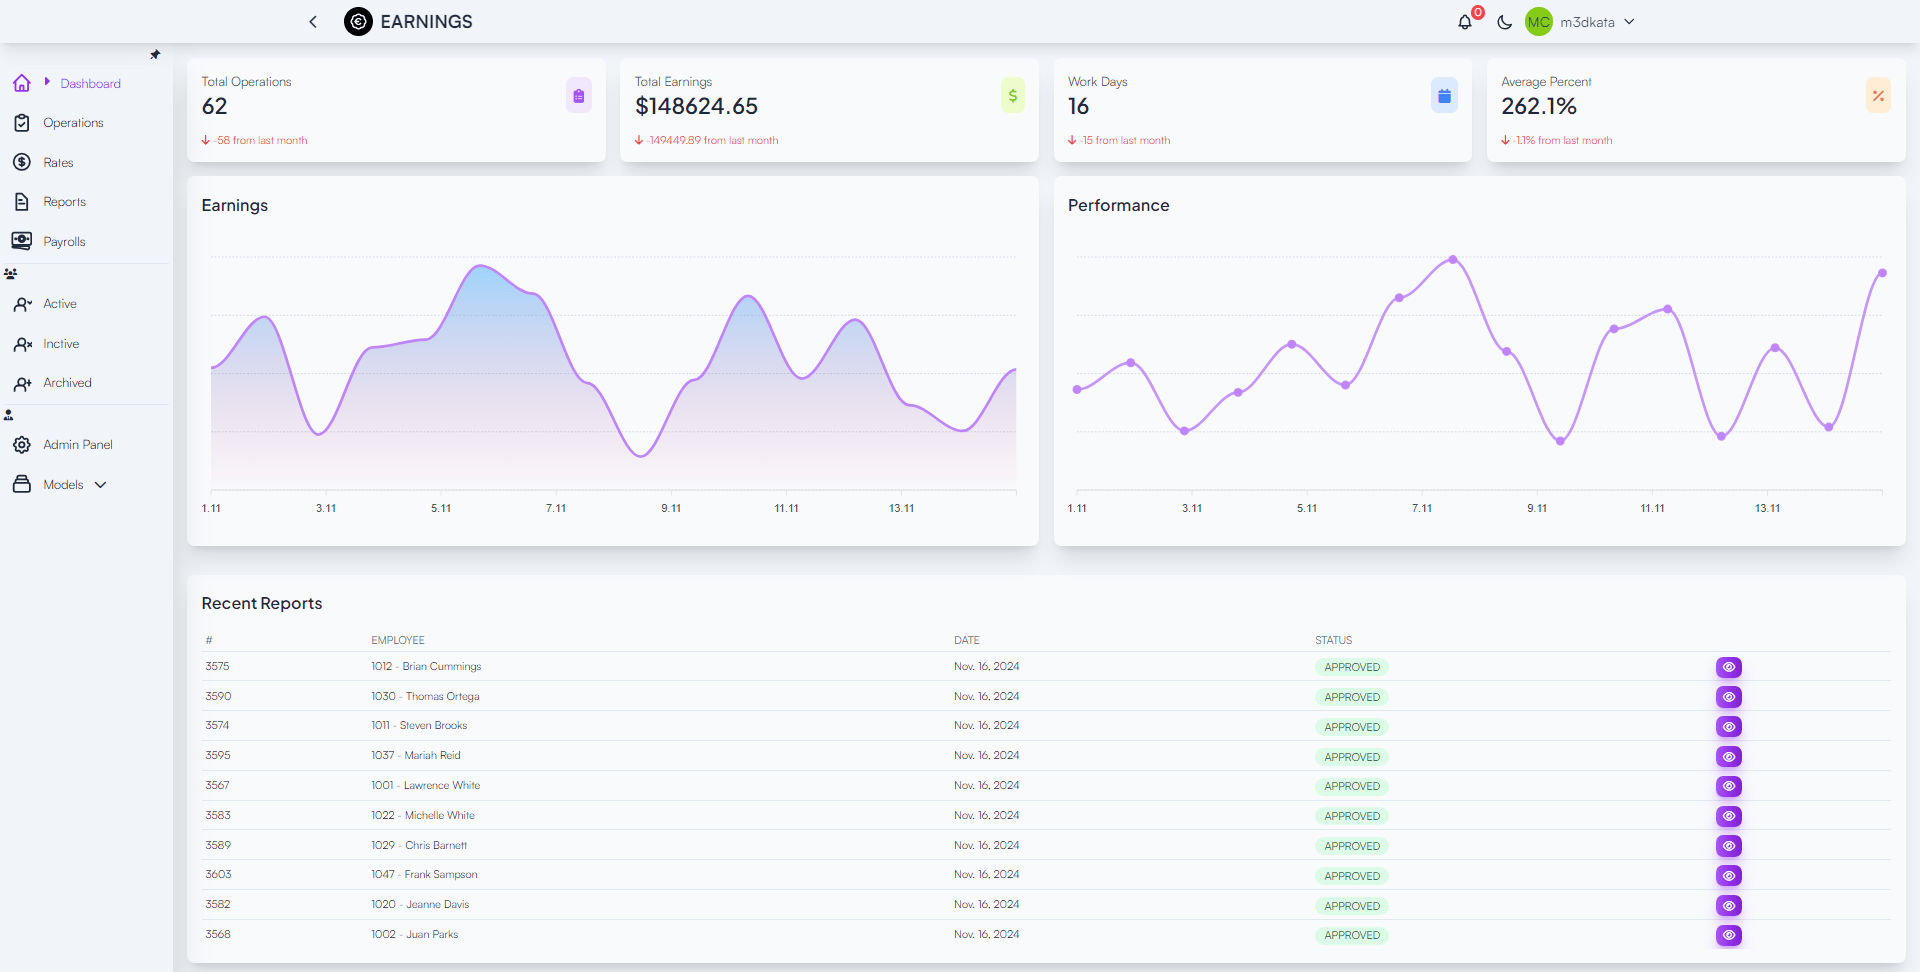 EARNINGS
0
MC m3dkata
Dashboard
Operations
Rates
Reports
Payrolls
Active
Inctive
Archived
Admin Panel
Models
Total Operations
62
-58 from last month
Total Earnings
$148624.65
-149449.89 from last month
Work Days
16
-15 from last month
Average Percent
262.1%
-1.1% from last month
Earnings
1.11 3.11 5.11 7.11 9.11 11.11 13.11
Performance
1.11 3.11 5.11 7.11 9.11 11.11 13.11
Recent Reports
# EMPLOYEE DATE STATUS
3575 1012 - Brian Cummings Nov. 16, 2024 APPROVED
3590 1030 - Thomas Ortega Nov. 16, 2024 APPROVED
3574 1011 - Steven Brooks Nov. 16, 2024 APPROVED
3595 1037 - Mariah Reid Nov. 16, 2024 APPROVED
3567 1001 - Lawrence White Nov. 16, 2024 APPROVED
3583 1022 - Michelle White Nov. 16, 2024 APPROVED
3589 1029 - Chris Barnett Nov. 16, 2024 APPROVED
3603 1047 - Frank Sampson Nov. 16, 2024 APPROVED
3582 1020 - Jeanne Davis Nov. 16, 2024 APPROVED
3568 1002 - Juan Parks Nov. 16, 2024 APPROVED